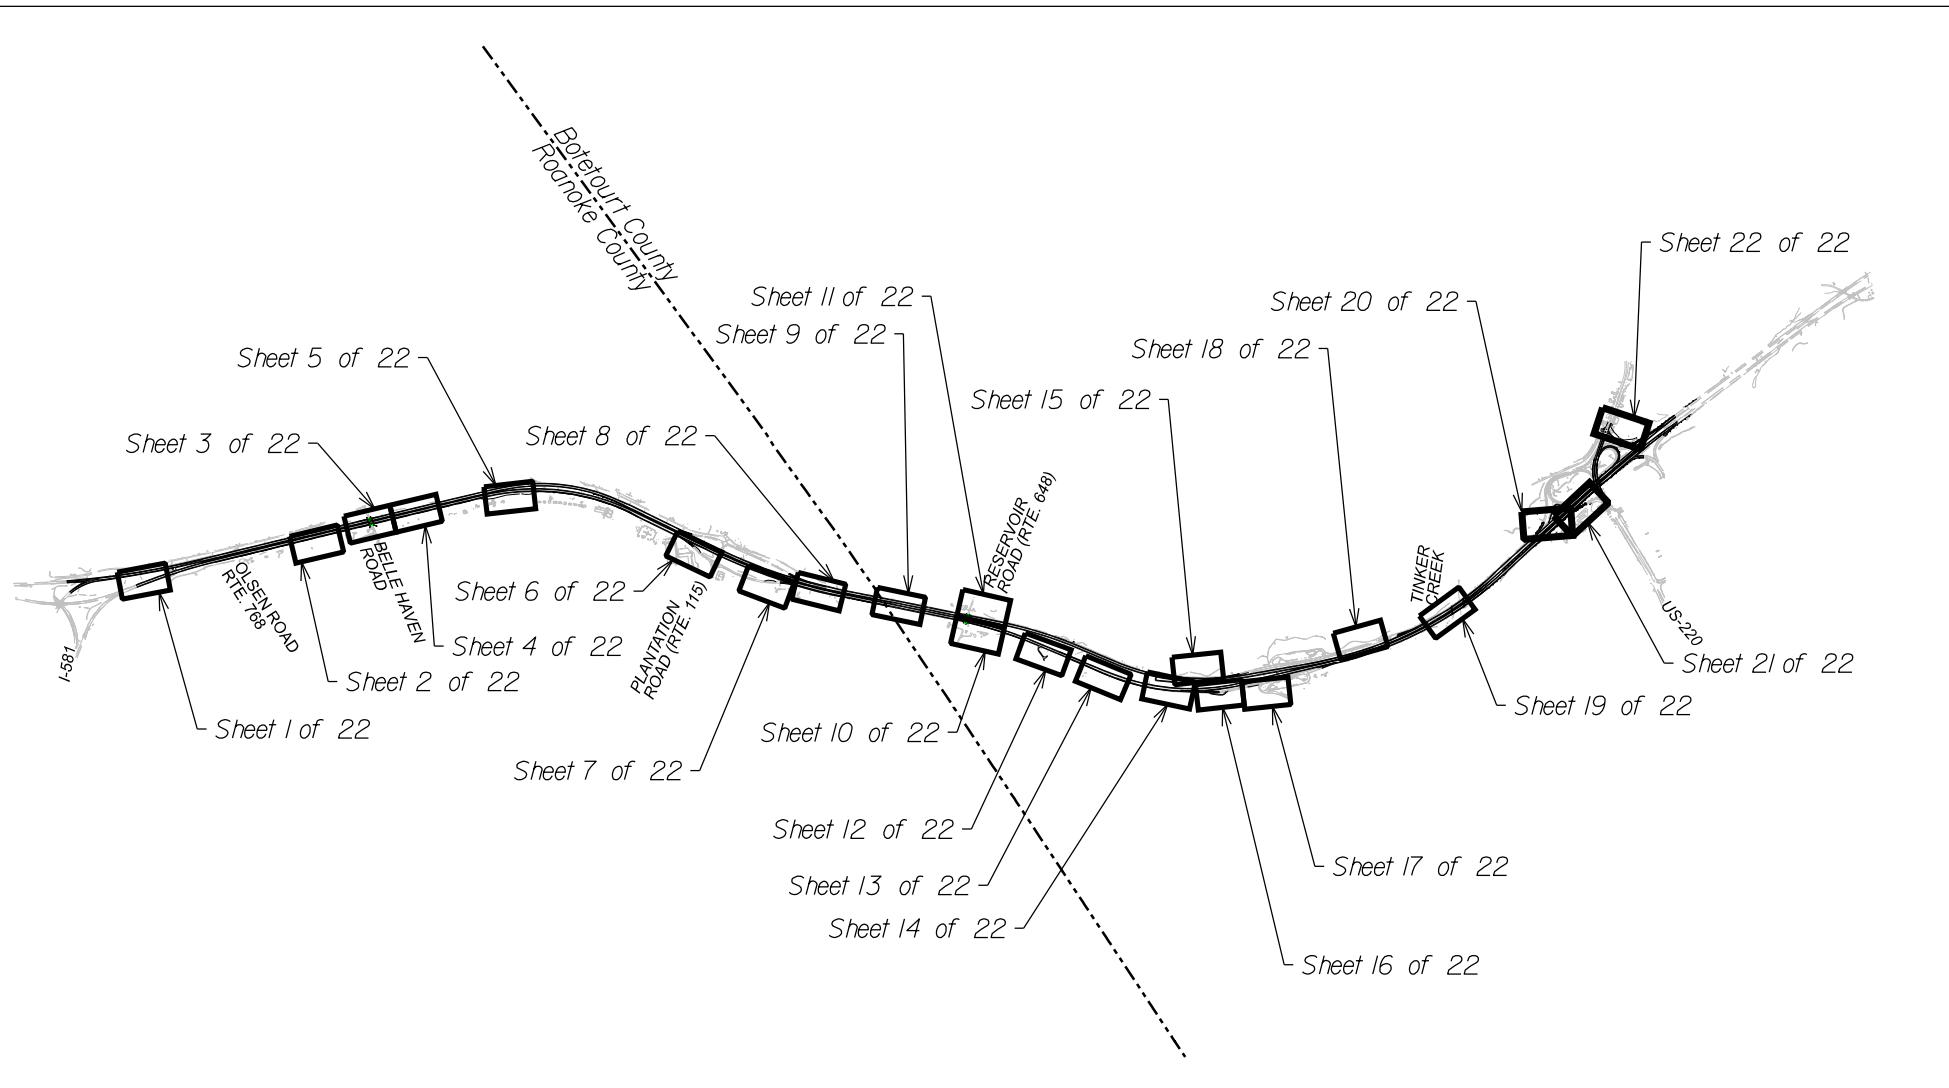 Botetourt County
Roanoke County
Sheet 22 of 22
Sheet 11 of 22
Sheet 20 of 22
Sheet 9 of 22
Sheet 18 of 22
Sheet 5 of 22
Sheet 15 of 22
Sheet 3 of 22
Sheet 8 of 22
RESERVOIR
ROAD (RTE. 648)
BELLE HAVEN
ROAD
OLSEN ROAD
RTE. 768
TINKER
CREEK
Sheet 6 of 22
PLANTATION
ROAD (RTE. 115)
US-220
I-581
Sheet 4 of 22
Sheet 21 of 22
Sheet 2 of 22
Sheet 19 of 22
Sheet 1 of 22
Sheet 10 of 22
Sheet 7 of 22
Sheet 12 of 22
Sheet 17 of 22
Sheet 13 of 22
Sheet 14 of 22
Sheet 16 of 22